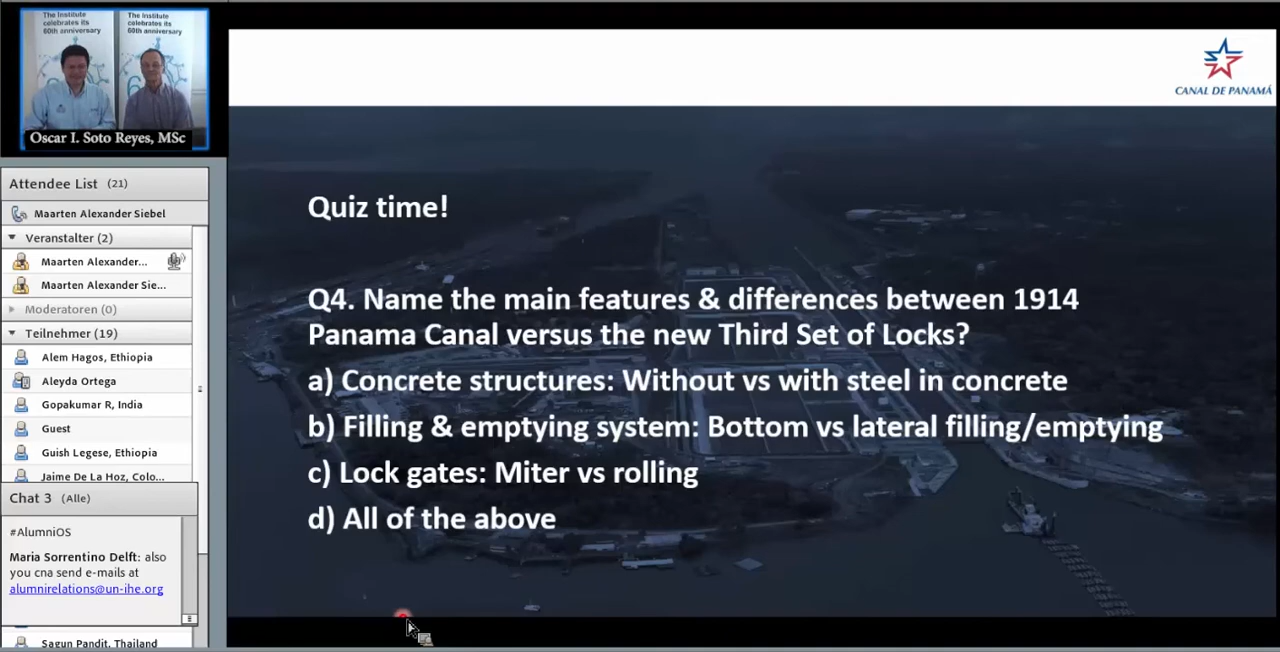 The Institute
celebrates its
60th anniversary
The Institute
celebrates its
60th anniversary
Oscar I. Soto Reyes, MSc
Attendee List (21)
Maarten Alexander Siebel
Veranstalter (2)
Maarten Alexander...
Maarten Alexander Sie...
Moderatoren (0)
Teilnehmer (19)
Alem Hagos, Ethiopia
Aleyda Ortega
Gopakumar R, India
Guest
Guish Legese, Ethiopia
Jaime De La Hoz, Colo...
Chat 3 (Alle)
#AlumniOS
Maria Sorrentino Delft: also
you cna send e-mails at
alumnirelations@un-ihe.org
Sagun Pandit, Thailand
CANAL DE PANAMÁ
Quiz time!
Q4. Name the main features & differences between 1914
Panama Canal versus the new Third Set of Locks?
a) Concrete structures: Without vs with steel in concrete
b) Filling & emptying system: Bottom vs lateral filling/emptying
c) Lock gates: Miter vs rolling
d) All of the above